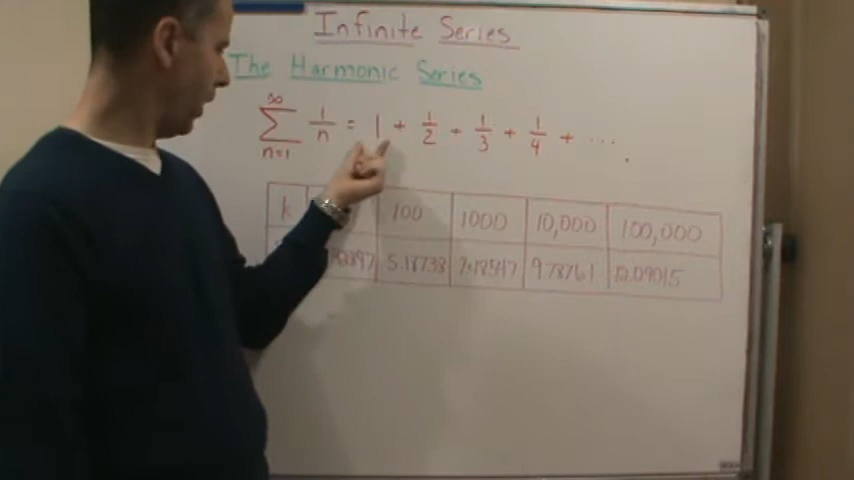 Infinite Series
The Harmonic Series
∞ ∑ n=1 1/n = 1 + 1/2 + 1/3 + 1/4 + ...
k 100 1000 10,000 100,000
5.18738 7.48547 9.78761 12.09015